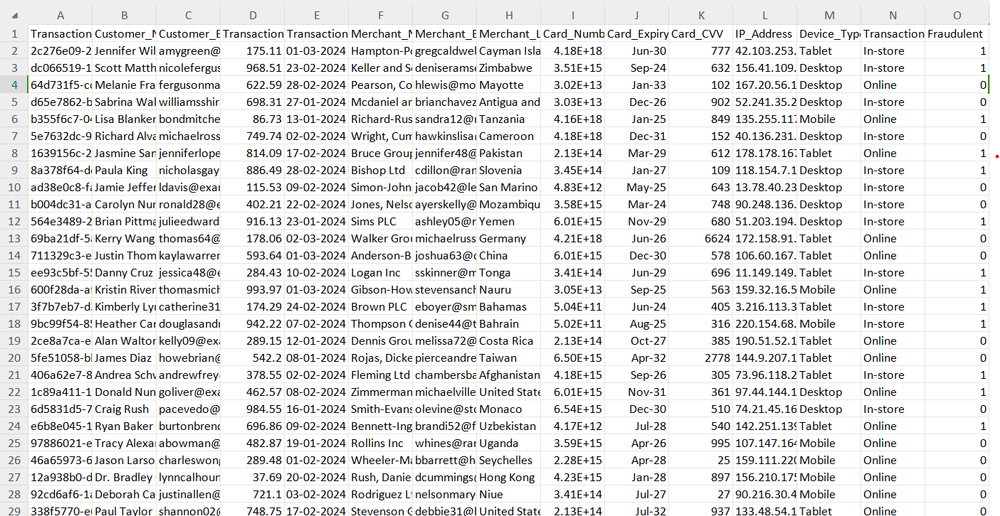 A B C D E F G H I J K L M N O
1 Transaction Customer_N Customer_E Transaction Transaction Merchant_N Merchant_E Merchant_L Card_Numb Card_Expiry Card_CVV IP_Address Device_Type Transaction Fraudulent
2 2c276e09-2 Jennifer Wil amygreen@ 175.11 01-03-2024 Hampton-Po gregcaldwel Cayman Isla 4.18E+18 Jun-30 777 42.103.253. Tablet In-store 1
3 dc066519-1 Scott Matth nicolefergus 968.51 23-02-2024 Keller and So deniseramse Zimbabwe 3.51E+15 Sep-24 632 156.41.109. Desktop In-store 1
4 64d731f5-cc Melanie Fra fergusonma 622.59 28-02-2024 Pearson, Co hlewis@mo Mayotte 3.02E+13 Jan-33 102 167.20.56.1 Desktop Online 0
5 d65e7862-b Sabrina Wal williamsshir 698.31 27-01-2024 Mcdaniel ar brianchavez Antigua and 3.03E+13 Dec-26 902 52.241.35.2 Desktop In-store 0
6 b355f6c7-04 Lisa Blanker bondmitche 86.73 13-01-2024 Richard-Rus sandra12@r Tanzania 4.16E+18 Jan-25 849 135.255.117 Mobile Online 1
7 5e7632dc-9 Richard Alva michaelross 749.74 02-02-2024 Wright, Cum hawkinslisa Cameroon 4.18E+18 Dec-31 152 40.136.231. Desktop In-store 0
8 1639156c-2 Jasmine San jenniferlope 814.09 17-02-2024 Bruce Group jennifer48@ Pakistan 2.13E+14 Mar-29 612 178.178.167 Tablet Online 1
9 8a378f64-d Paula King nicholasgay 886.49 28-02-2024 Bishop Ltd cdillon@ran Slovenia 3.45E+14 Jan-27 109 118.154.7.1 Desktop In-store 1
10 ad38e0c8-fa Jamie Jeffer ldavis@exar 115.53 09-02-2024 Simon-John jacob42@le San Marino 4.83E+12 May-25 643 13.78.40.23 Desktop In-store 0
11 b004dc31-a Carolyn Nur ronald28@e 402.21 22-02-2024 Jones, Nelso ayerskelly@ Mozambiqu 3.58E+15 Mar-24 748 90.248.136. Desktop In-store 0
12 564e3489-2 Brian Pittma julieedward 916.13 23-01-2024 Sims PLC ashley05@r Yemen 6.01E+15 Nov-29 680 51.203.194. Desktop In-store 1
13 69ba21df-5 Kerry Wang thomas64@ 178.06 02-03-2024 Walker Grou michaelruss Germany 4.21E+18 Jun-26 6624 172.158.91. Tablet Online 0
14 711329c3-e Justin Thom kaylawarren 593.64 01-03-2024 Anderson-B joshua63@c China 6.01E+15 Dec-30 578 106.60.167. Tablet Online 0
15 ee93c5bf-55 Danny Cruz jessica48@e 284.43 10-02-2024 Logan Inc sskinner@m Tonga 3.41E+14 Jun-29 696 11.149.149. Tablet In-store 1
16 600f28da-af Kristin River thomasmich 993.97 01-03-2024 Gibson-How stevensanch Nauru 3.05E+13 Sep-25 563 159.32.16.5 Mobile Online 1
17 3f7b7eb7-d Kimberly Lyn catherine31 174.29 24-02-2024 Brown PLC eboyer@sm Bahamas 5.04E+11 Jun-24 405 3.216.113.3 Tablet In-store 1
18 9bc99f54-85 Heather Car douglasandr 942.22 07-02-2024 Thompson G denise44@t Bahrain 5.02E+11 Aug-25 316 220.154.68. Mobile In-store 1
19 2ce8a7ca-e Alan Walton kelly09@exa 289.15 12-01-2024 Dennis Grou melissa72@ Costa Rica 2.13E+14 Oct-27 385 190.51.52.1 Tablet Online 0
20 5fe51058-bl James Diaz howebrian@ 542.2 08-01-2024 Rojas, Dicke pierceandre Taiwan 6.50E+15 Apr-32 2778 144.9.207.1 Tablet Online 0
21 406a62e7-8 Andrea Schw andrewfrey 378.55 02-02-2024 Fleming Ltd chambersba Afghanistan 4.18E+15 Sep-26 305 73.96.118.2 Tablet In-store 1
22 1c89a411-1 Donald Nun goliver@exa 462.57 08-02-2024 Zimmerman michaelville United State 6.01E+15 Nov-31 361 97.44.144.1 Desktop Online 1
23 6d5831d5-7 Craig Rush pacevedo@ 984.55 16-01-2024 Smith-Evans olevine@sto Monaco 6.54E+15 Dec-30 510 74.21.45.16 Desktop In-store 0
24 e6b8e045-1 Ryan Baker burtonbrenc 696.86 09-02-2024 Bennett-Ing brandi52@f Uzbekistan 4.17E+12 Jul-28 540 142.251.139 Tablet Online 1
25 97886021-e Tracy Alexar abowman@ 482.87 19-01-2024 Rollins Inc whines@rar Uganda 3.59E+15 Apr-26 995 107.147.164 Mobile Online 0
26 46a65973-6 Jason Larso charleswong 289.48 01-02-2024 Wheeler-Ma bbarrett@h Seychelles 2.28E+15 Apr-28 25 159.111.220 Mobile Online 0
27 12a938b0-d Dr. Bradley lynncalhoun 37.69 20-02-2024 Rush, Danie dcummings Hong Kong 4.23E+15 Jan-28 897 156.210.175 Mobile Online 0
28 92cd6af6-1a Deborah Ca justinallen@ 721.1 03-02-2024 Rodriguez Lt nelsonmary Niue 3.41E+14 Jul-27 27 90.216.30.4 Mobile Online 0
29 338f5770-e Paul Taylor shannon02@ 748.75 17-02-2024 Stevenson G debbie31@l United State 2.13E+14 Jul-32 937 133.48.54.1 Tablet Online 0